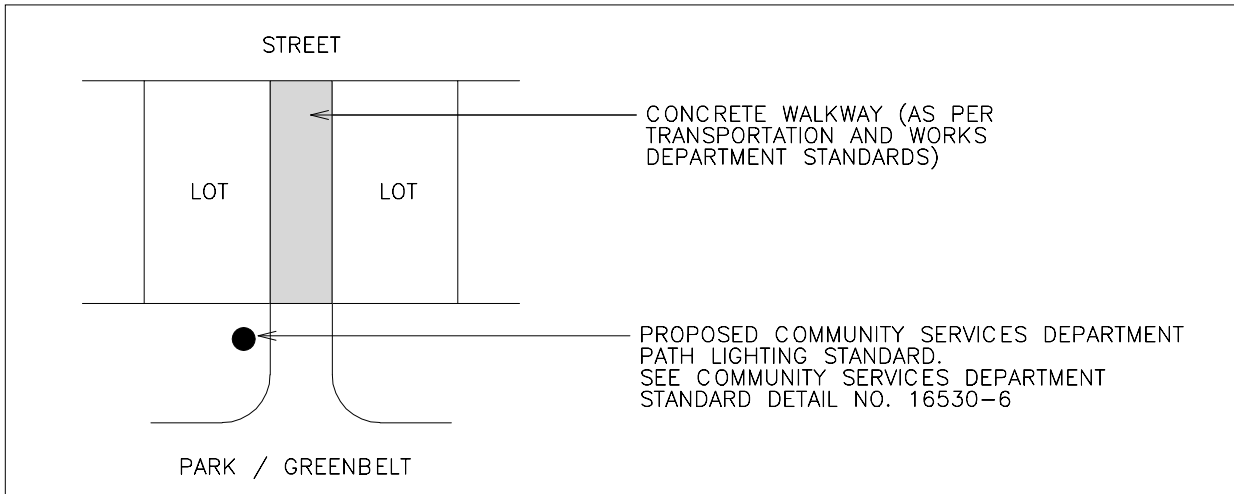 STREET
CONCRETE WALKWAY (AS PER
TRANSPORTATION AND WORKS
DEPARTMENT STANDARDS)
LOT
LOT
PROPOSED COMMUNITY SERVICES DEPARTMENT
PATH LIGHTING STANDARD.
SEE COMMUNITY SERVICES DEPARTMENT
STANDARD DETAIL NO. 16530-6
PARK / GREENBELT